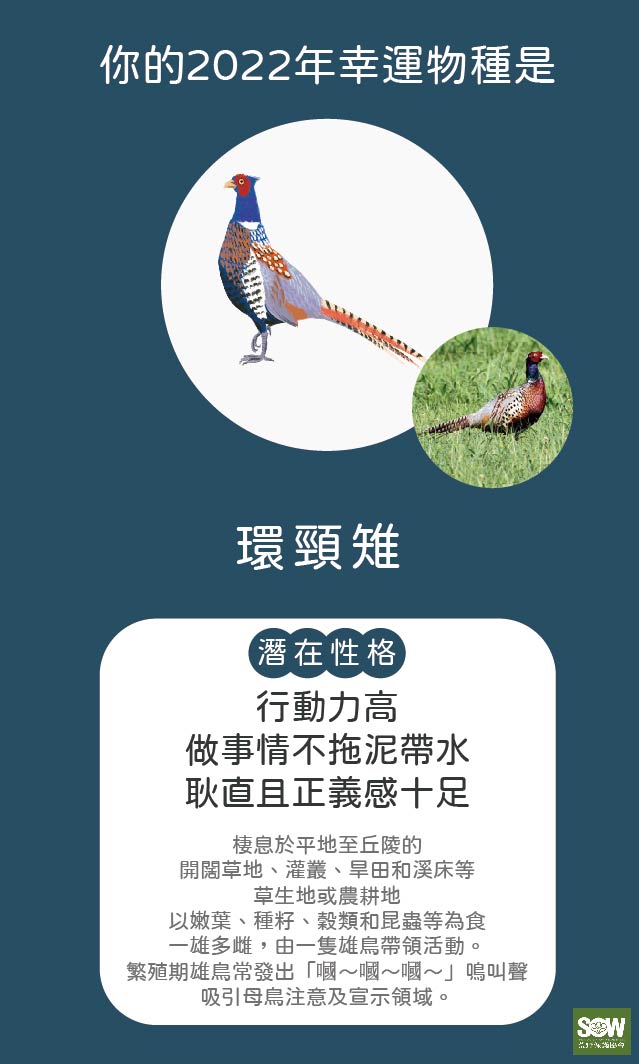 你的2022年幸運物種是
環頸雉
潛在性格
行動力高
做事情不拖泥帶水
耿直且正義感十足
棲息於平地至丘陵的
開闊草地、灌叢、旱田和溪床等
草生地或農耕地
以嫩葉、種籽、穀類和昆蟲等為食
一雄多雌，由一隻雄鳥帶領活動。
繁殖期雄鳥常發出「嘓～嘓～嘓～」鳴叫聲
吸引母鳥注意及宣示領域。
SOW
荒野保護協會